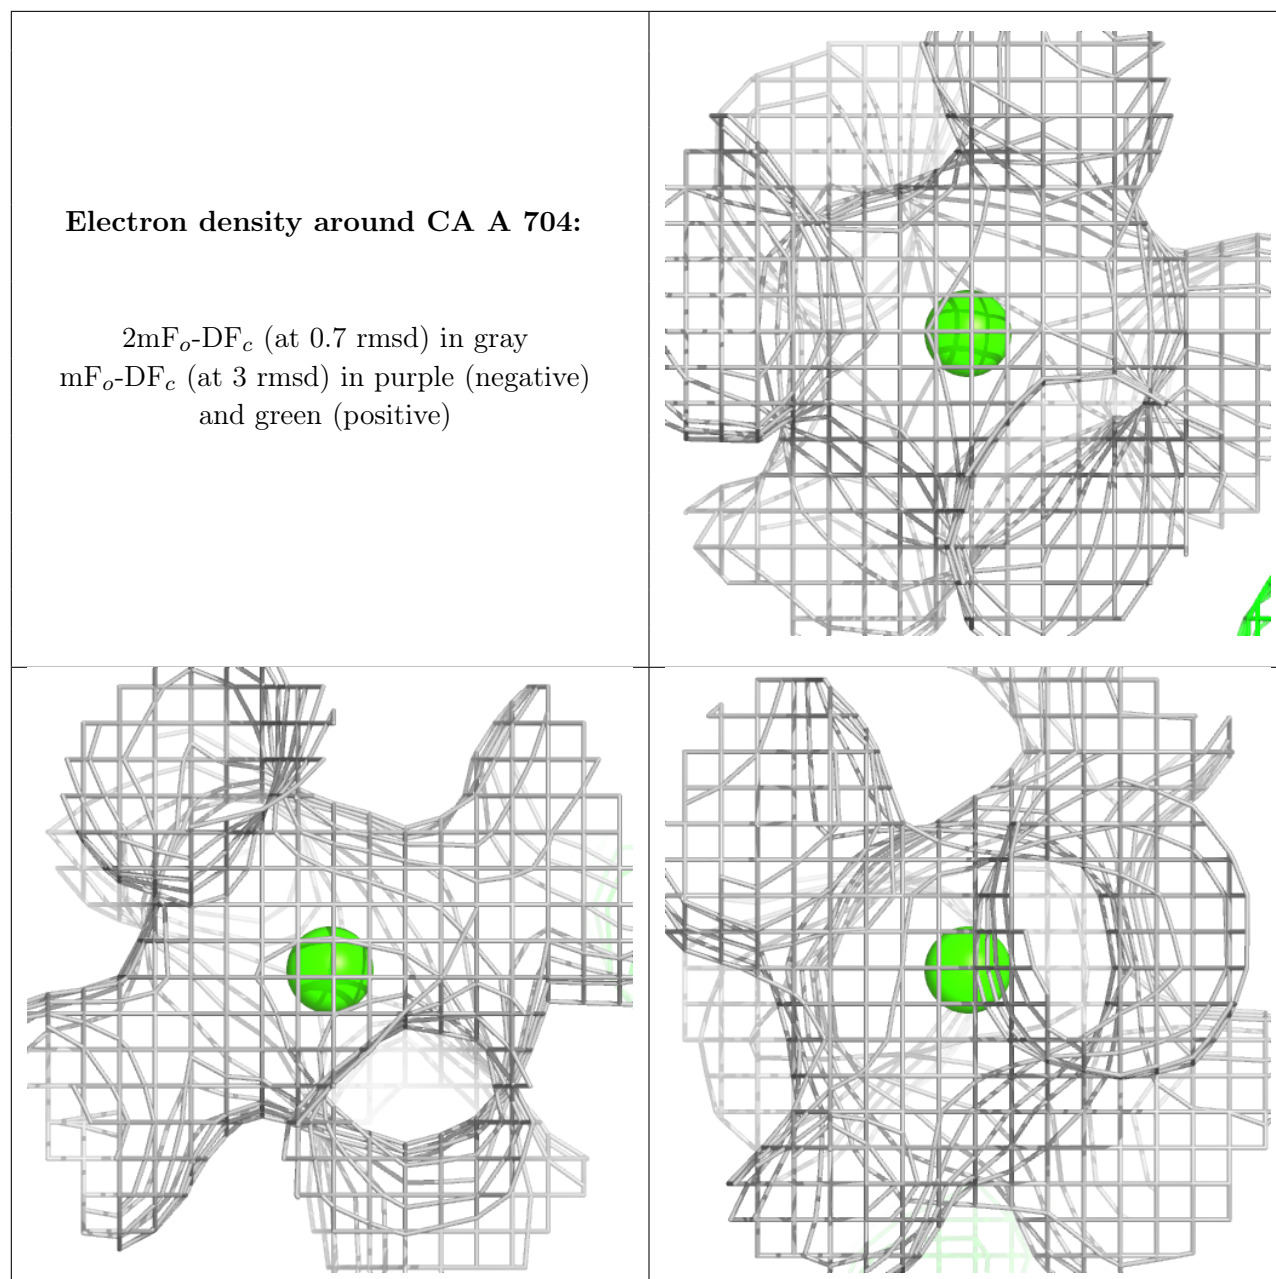 Electron density around CA A 704:
2mFo-DFc (at 0.7 rmsd) in gray
mFo-DFc (at 3 rmsd) in purple (negative)
and green (positive)